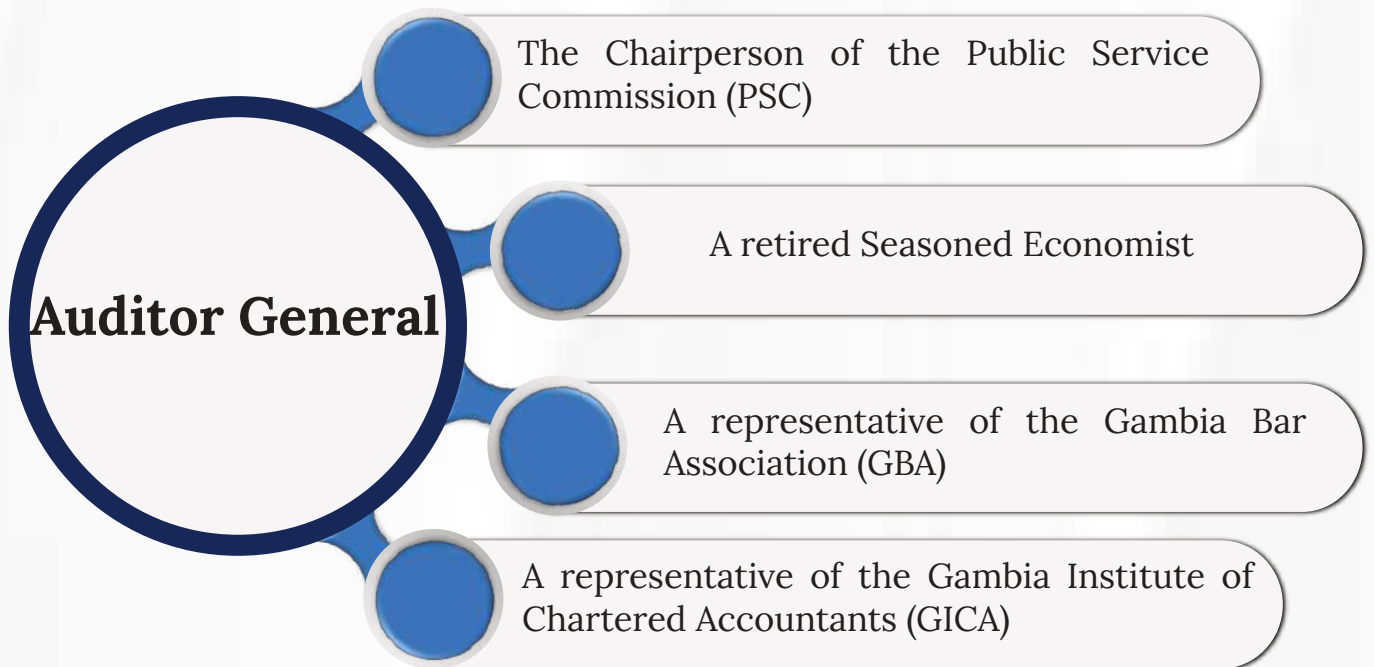 The Chairperson of the Public Service
Commission (PSC)
A retired Seasoned Economist
Auditor General
A representative of the Gambia Bar
Association (GBA)
A representative of the Gambia Institute of
Chartered Accountants (GICA)